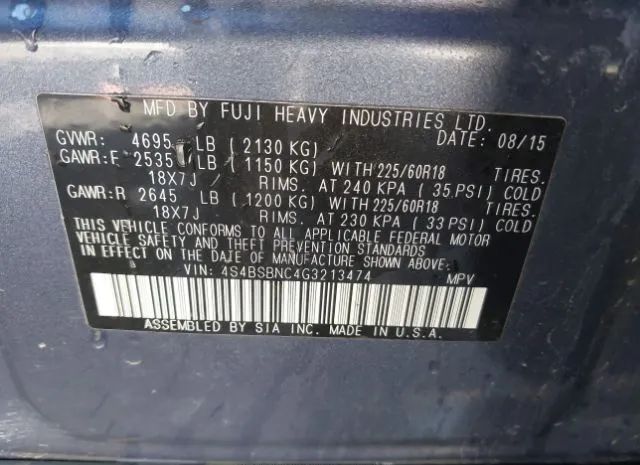 MFD BY FUJI HEAVY INDUSTRIES LTD.
GVWR: 4695 LB ( 2130 KG) DATE: 08/15
GAWR:F 2535 LB ( 1150 KG) WITH 225/60R18 TIRES.
18X7J RIMS. AT 240 KPA ( 35 PSI) COLD
GAWR:R 2645 LB ( 1200 KG) WITH 225/60R18 TIRES.
18X7J RIMS. AT 230 KPA ( 33 PSI) COLD
THIS VEHICLE CONFORMS TO ALL APPLICABLE FEDERAL MOTOR
VEHICLE SAFETY AND THEFT PREVENTION STANDARDS
IN EFFECT ON THE DATE OF MANUFACTURE SHOWN ABOVE.
VIN: 4S4BSBNC4G3213474 MPV
ASSEMBLED BY SIA INC. MADE IN U.S.A.